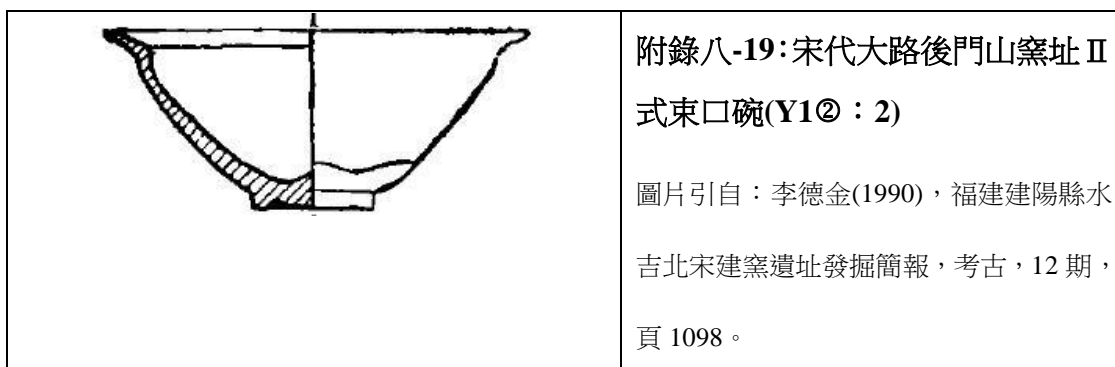 附錄八-19：宋代大路後門山窯址Ⅱ
式束口碗(Y1②：2)
圖片引自：李德金(1990)，福建建陽縣水
吉北宋建窯遺址發掘簡報，考古，12 期，
頁 1098。